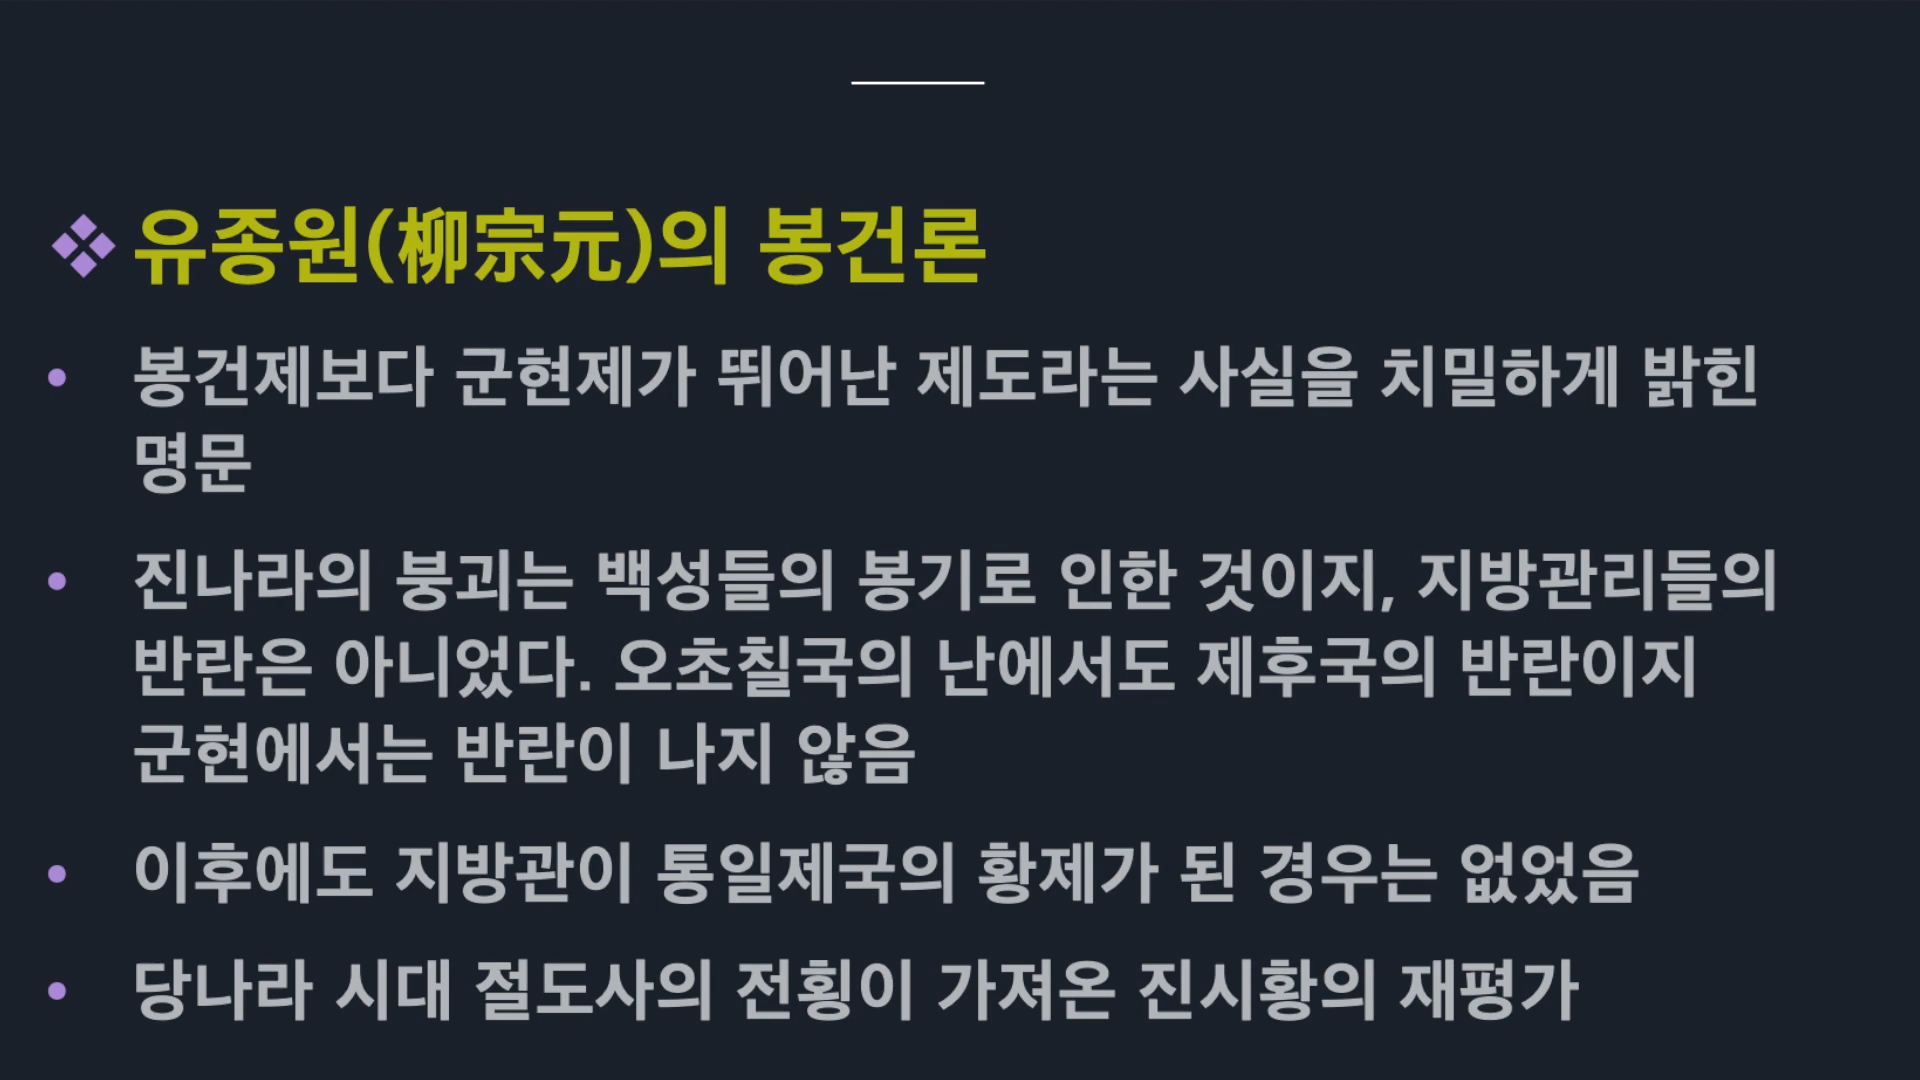 ❖ 유종원(柳宗元)의 봉건론
• 봉건제보다 군현제가 뛰어난 제도라는 사실을 치밀하게 밝힌
명문
• 진나라의 붕괴는 백성들의 봉기로 인한 것이지, 지방관리들의
반란은 아니었다. 오초칠국의 난에서도 제후국의 반란이지
군현에서는 반란이 나지 않음
• 이후에도 지방관이 통일제국의 황제가 된 경우는 없었음
• 당나라 시대 절도사의 전횡이 가져온 진시황의 재평가